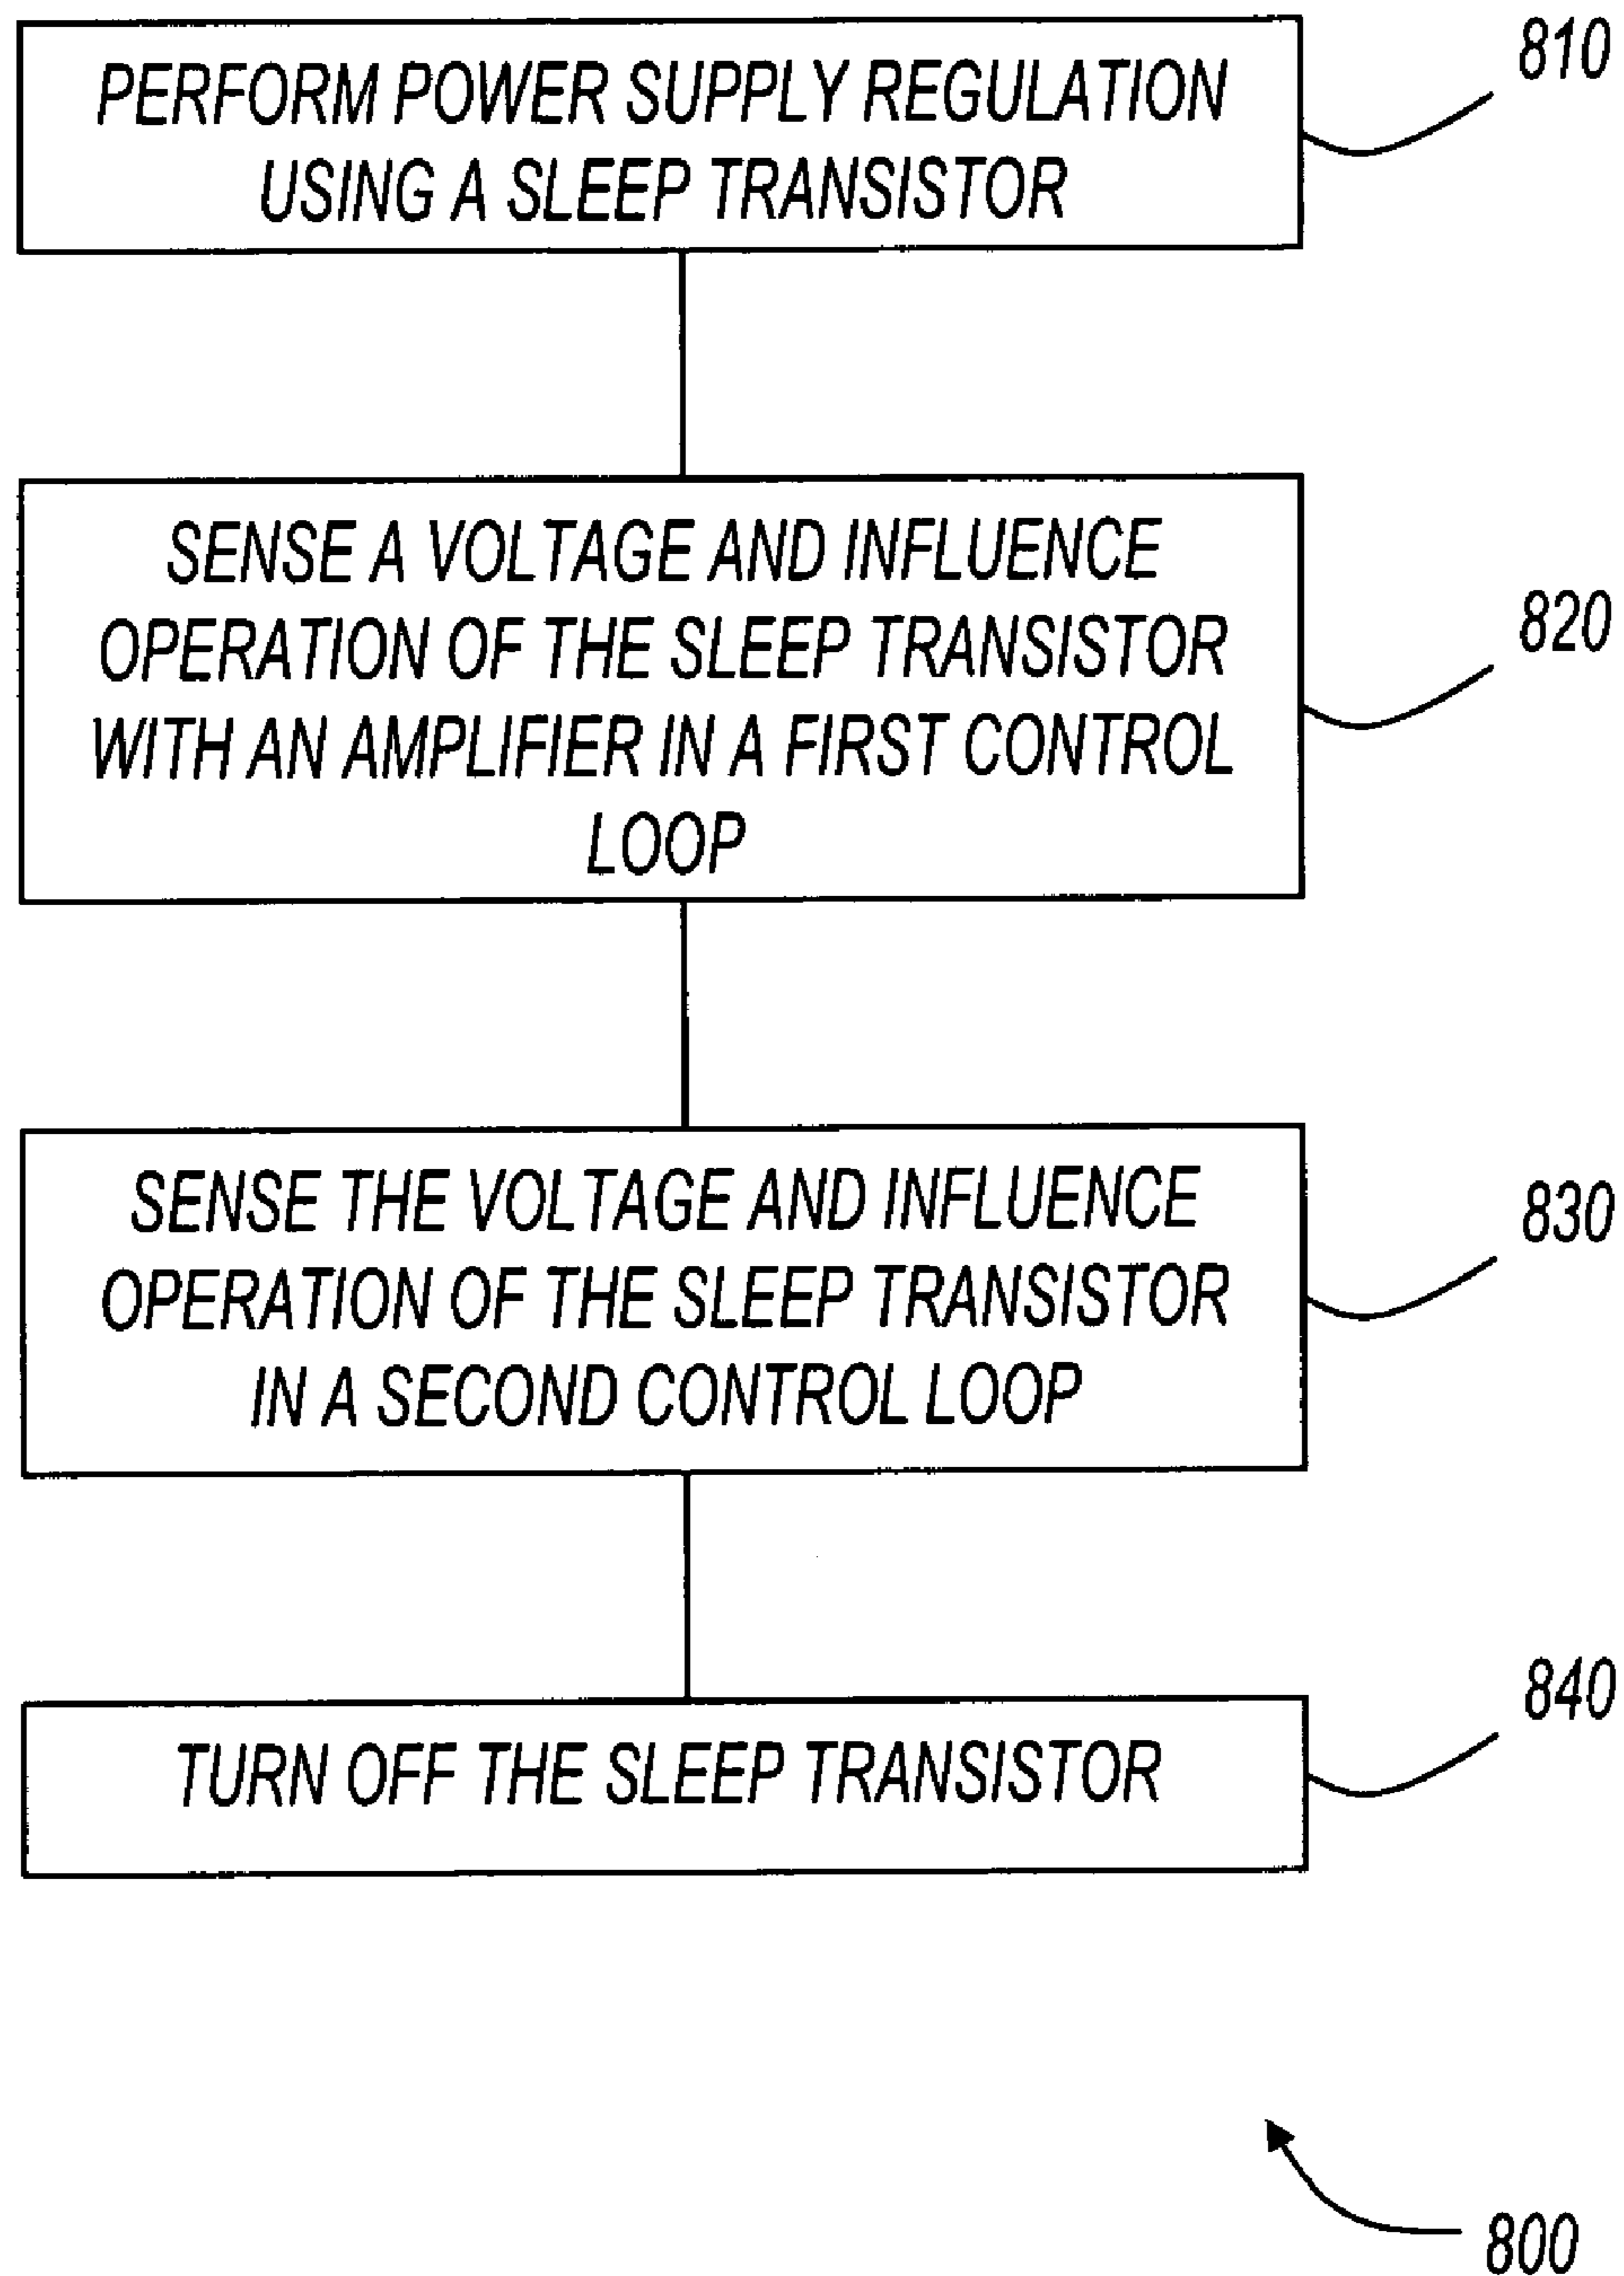 PERFORM POWER SUPPLY REGULATION
USING A SLEEP TRANSISTOR
810
SENSE A VOLTAGE AND INFLUENCE
OPERATION OF THE SLEEP TRANSISTOR
WITH AN AMPLIFIER IN A FIRST CONTROL
LOOP
820
SENSE THE VOLTAGE AND INFLUENCE
OPERATION OF THE SLEEP TRANSISTOR
IN A SECOND CONTROL LOOP
830
TURN OFF THE SLEEP TRANSISTOR
840
800